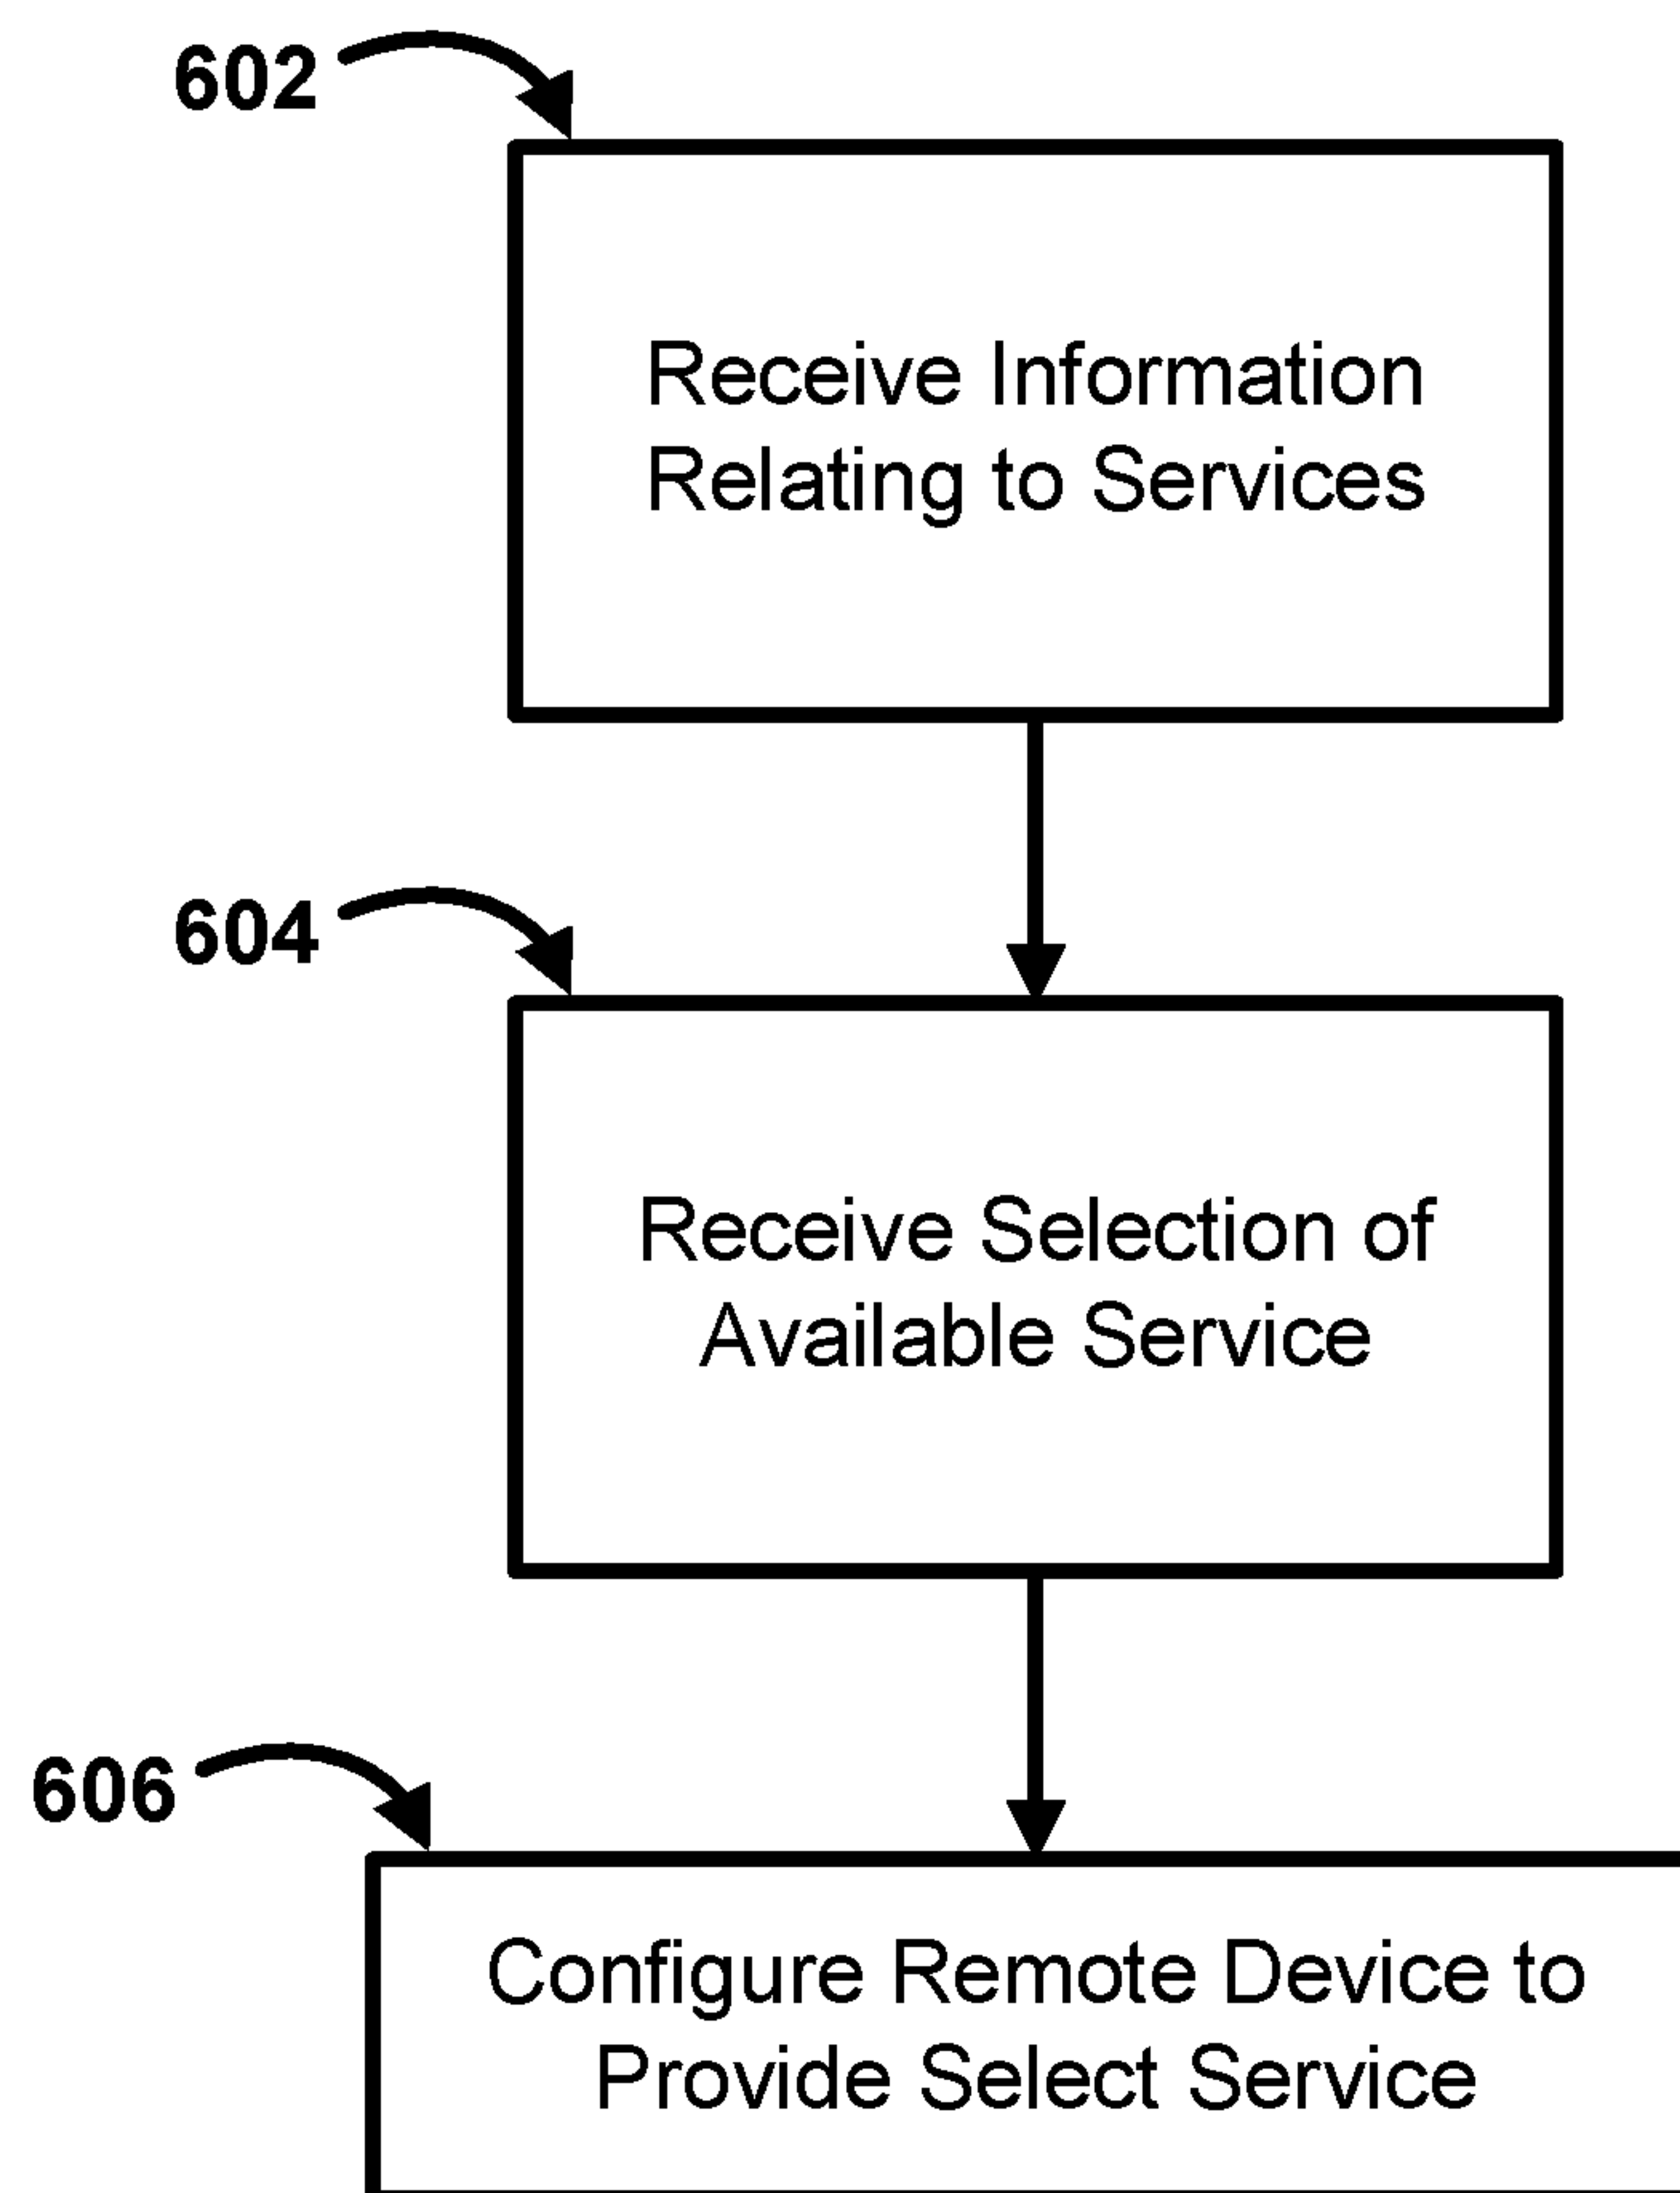 602
Receive Information
Relating to Services
604
Receive Selection of
Available Service
606
Configure Remote Device to
Provide Select Service